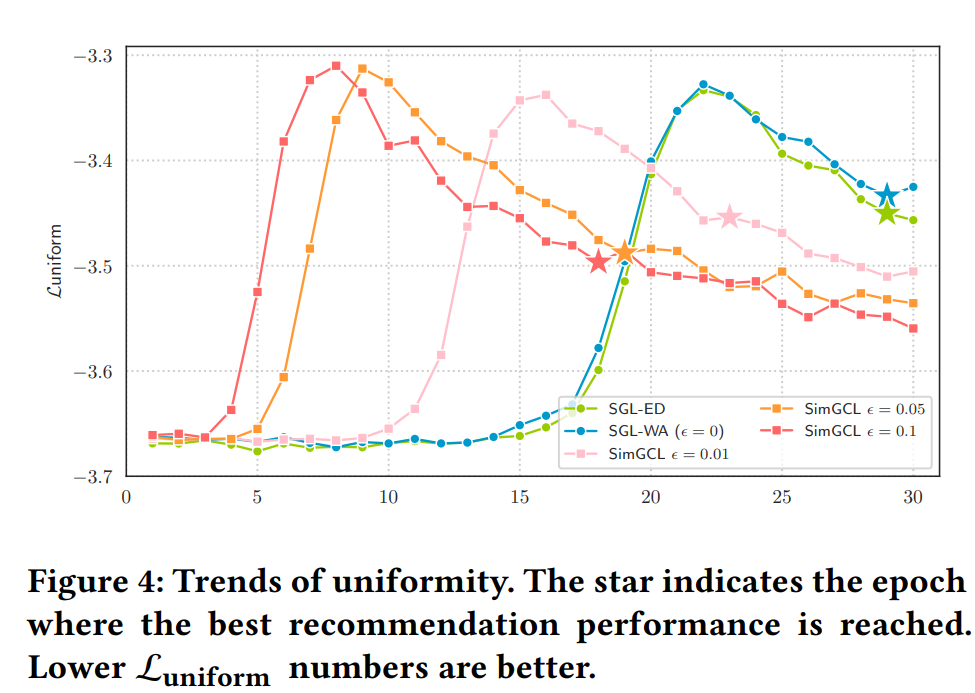 −3.3
−3.4
−3.5
−3.6
−3.7
ℒuniform
0 5 10 15 20 25 30
SGL-ED
SGL-WA (ϵ = 0)
SimGCL ϵ = 0.01
SimGCL ϵ = 0.05
SimGCL ϵ = 0.1
Figure 4: Trends of uniformity. The star indicates the epoch
where the best recommendation performance is reached.
Lower ℒuniform numbers are better.